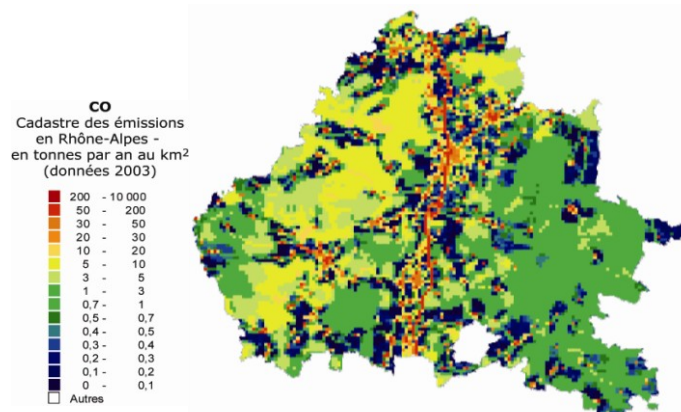 CO
Cadastre des émissions
en Rhône-Alpes -
en tonnes par an au km²
(données 2003)
200 - 10 000
50 - 200
30 - 50
20 - 30
10 - 20
5 - 10
3 - 5
1 - 3
0,7 - 1
0,5 - 0,7
0,4 - 0,5
0,3 - 0,4
0,2 - 0,3
0,1 - 0,2
0 - 0,1
Autres